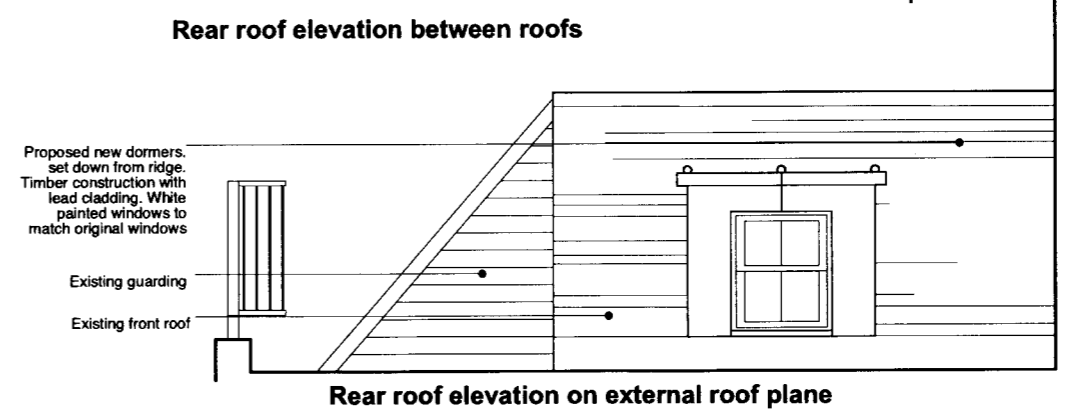 Rear roof elevation between roofs
Proposed new dormers.
set down from ridge.
Timber construction with
lead cladding. White
painted windows to
match original windows
Existing guarding
Existing front roof
Rear roof elevation on external roof plane